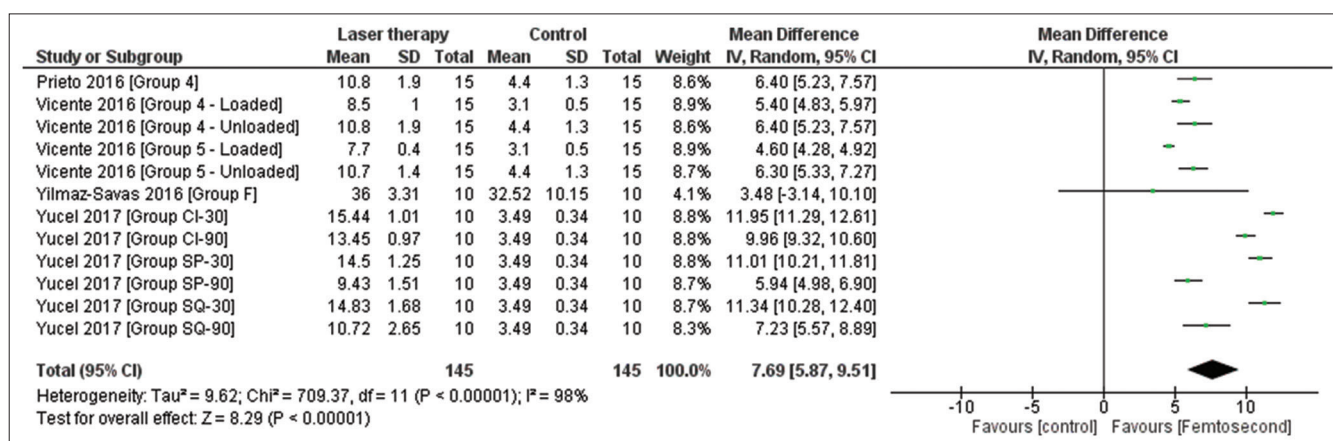 Laser therapy Control Mean Difference Mean Difference
Study or Subgroup Mean SD Total Mean SD Total Weight IV, Random, 95% CI IV, Random, 95% CI
Prieto 2016 [Group 4] 10.8 1.9 15 4.4 1.3 15 8.6% 6.40 [5.23, 7.57]
Vicente 2016 [Group 4 - Loaded] 8.5 1 15 3.1 0.5 15 8.9% 5.40 [4.83, 5.97]
Vicente 2016 [Group 4 - Unloaded] 10.8 1.9 15 4.4 1.3 15 8.6% 6.40 [5.23, 7.57]
Vicente 2016 [Group 5 - Loaded] 7.7 0.4 15 3.1 0.5 15 8.9% 4.60 [4.28, 4.92]
Vicente 2016 [Group 5 - Unloaded] 10.7 1.4 15 4.4 1.3 15 8.7% 6.30 [5.33, 7.27]
Yilmaz-Savas 2016 [Group F] 36 3.31 10 32.52 10.15 10 4.1% 3.48 [-3.14, 10.10]
Yucel 2017 [Group CI-30] 15.44 1.01 10 3.49 0.34 10 8.8% 11.95 [11.29, 12.61]
Yucel 2017 [Group CI-90] 13.45 0.97 10 3.49 0.34 10 8.8% 9.96 [9.32, 10.60]
Yucel 2017 [Group SP-30] 14.5 1.25 10 3.49 0.34 10 8.8% 11.01 [10.21, 11.81]
Yucel 2017 [Group SP-90] 9.43 1.51 10 3.49 0.34 10 8.7% 5.94 [4.98, 6.90]
Yucel 2017 [Group SQ-30] 14.83 1.68 10 3.49 0.34 10 8.7% 11.34 [10.28, 12.40]
Yucel 2017 [Group SQ-90] 10.72 2.65 10 3.49 0.34 10 8.3% 7.23 [5.57, 8.89]
Total (95% CI) 145 145 100.0% 7.69 [5.87, 9.51]
Heterogeneity: Tau² = 9.62; Chi² = 709.37, df = 11 (P < 0.00001); I² = 98%
Test for overall effect: Z = 8.29 (P < 0.00001)
-10 -5 0 5 10
Favours [control] Favours [Femtosecond]